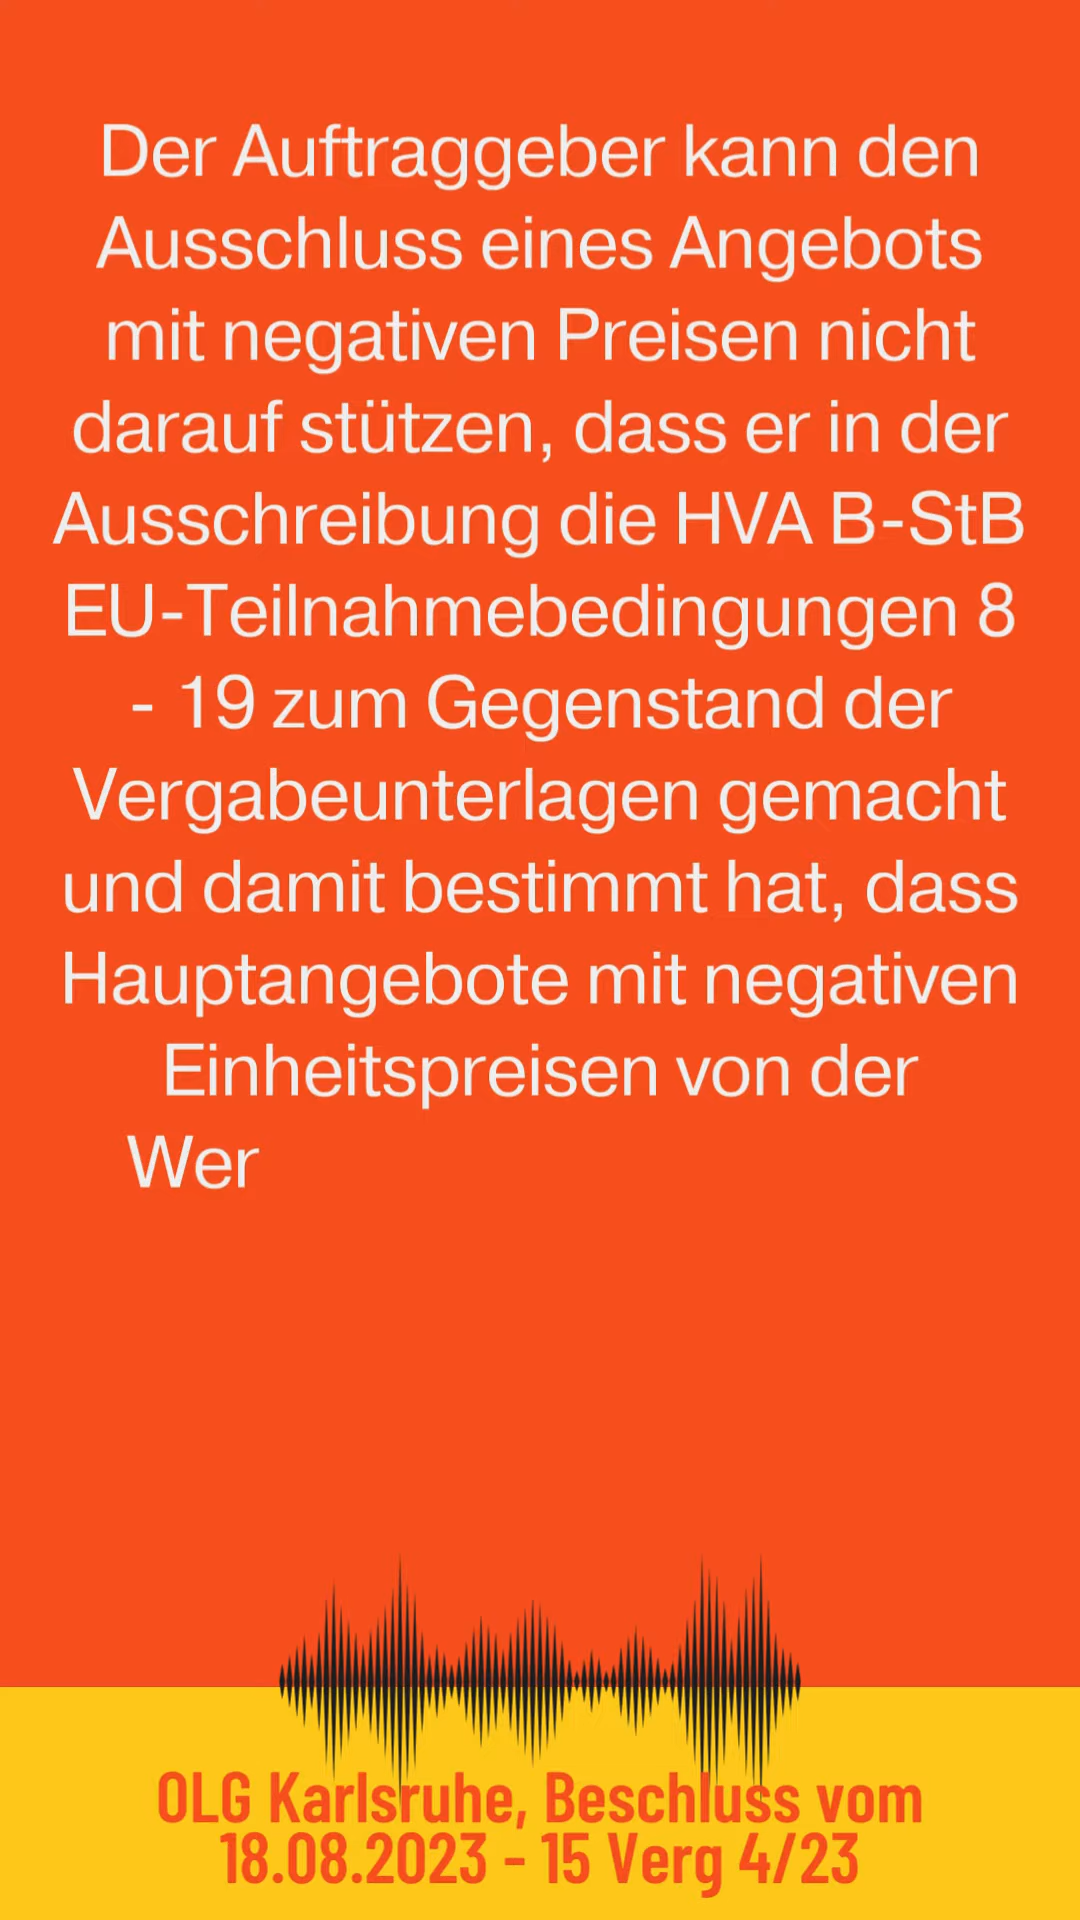 Der Auftraggeber kann den
Ausschluss eines Angebots
mit negativen Preisen nicht
darauf stützen, dass er in der
Ausschreibung die HVA B-StB
EU-Teilnahmebedingungen 8
- 19 zum Gegenstand der
Vergabeunterlagen gemacht
und damit bestimmt hat, dass
Hauptangebote mit negativen
Einheitspreisen von der
Wer
OLG Karlsruhe, Beschluss vom
18.08.2023 - 15 Verg 4/23